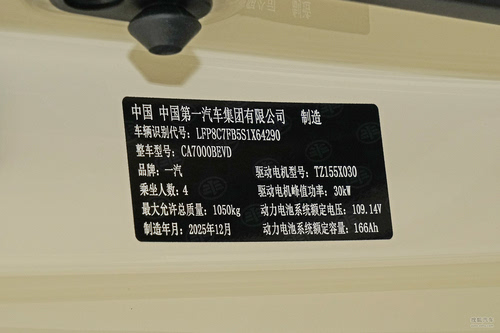 中国 中国第一汽车集团有限公司 制造
车辆识别代号: LFP8C7FB5S1X64290
整车型号: CA7000BEVD
品牌: 一汽 驱动电机型号: TZ155X030
乘坐人数: 4 驱动电机峰值功率: 30kW
最大允许总质量: 1050kg 动力电池系统额定电压: 109.14V
制造年月: 2025年12月 动力电池系统额定容量: 166Ah